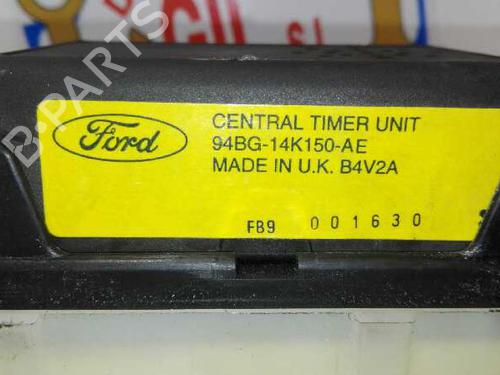 B-PARTS
Ford
CENTRAL TIMER UNIT
94BG-14K150-AE
MADE IN U.K. B4V2A
FB9 001630